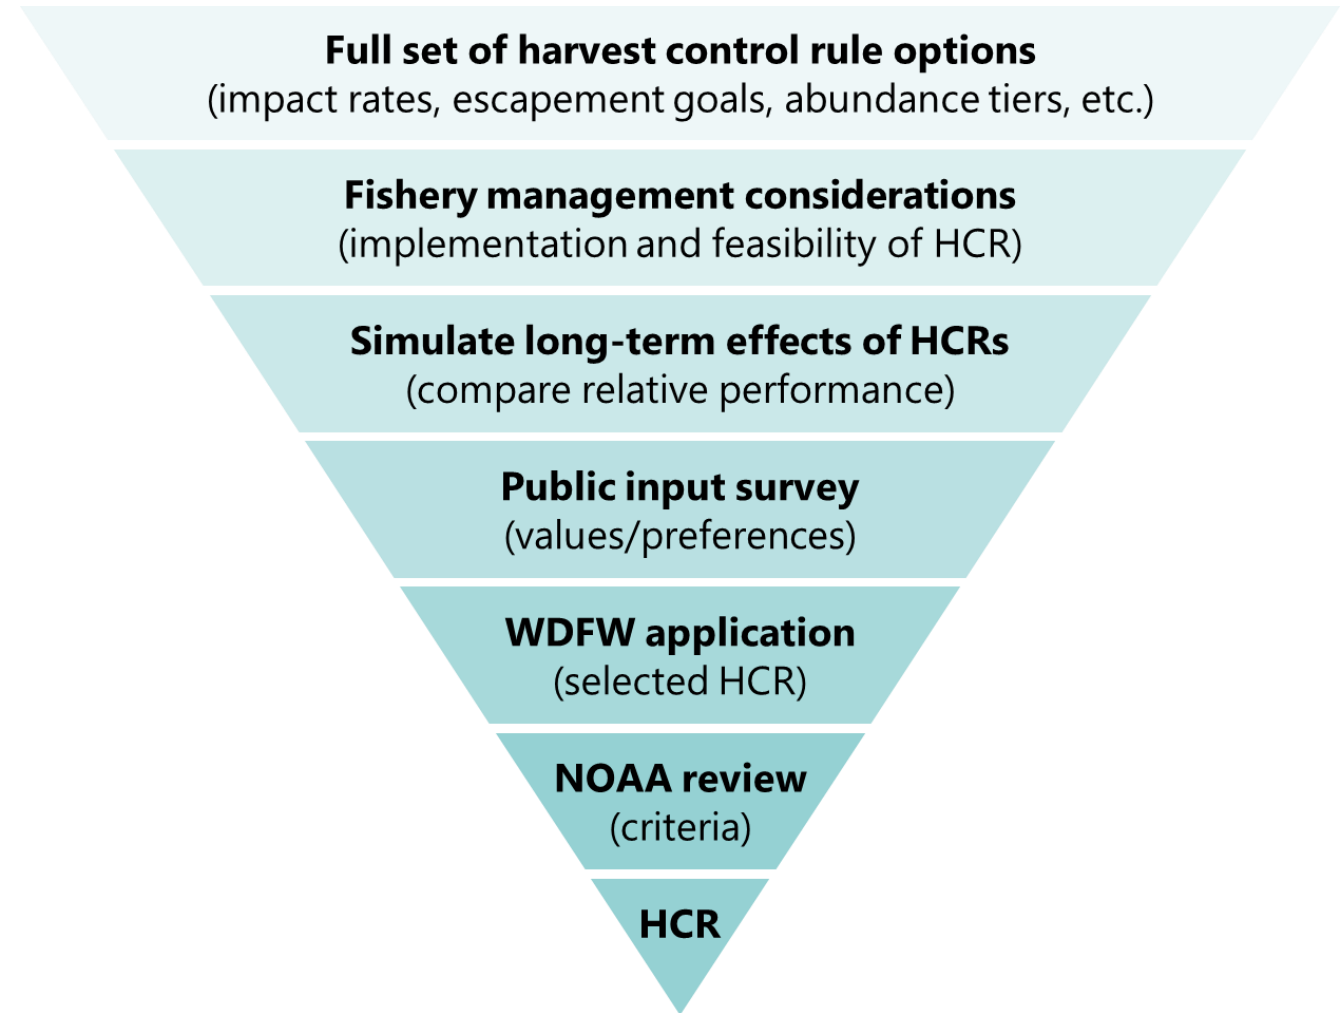 Full set of harvest control rule options
(impact rates, escapement goals, abundance tiers, etc.)
Fishery management considerations
(implementation and feasibility of HCR)
Simulate long-term effects of HCRs
(compare relative performance)
Public input survey
(values/preferences)
WDFW application
(selected HCR)
NOAA review
(criteria)
HCR